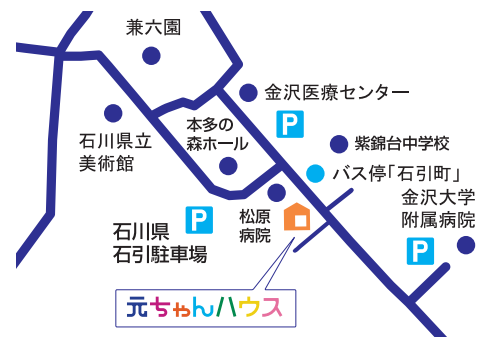 兼六園
金沢医療センター
P
本多の
森ホール
石川県立
美術館
紫錦台中学校
バス停「石引町」
金沢大学
附属病院
P
松原
病院
P
石川県
石引駐車場
元ちゃんハウス